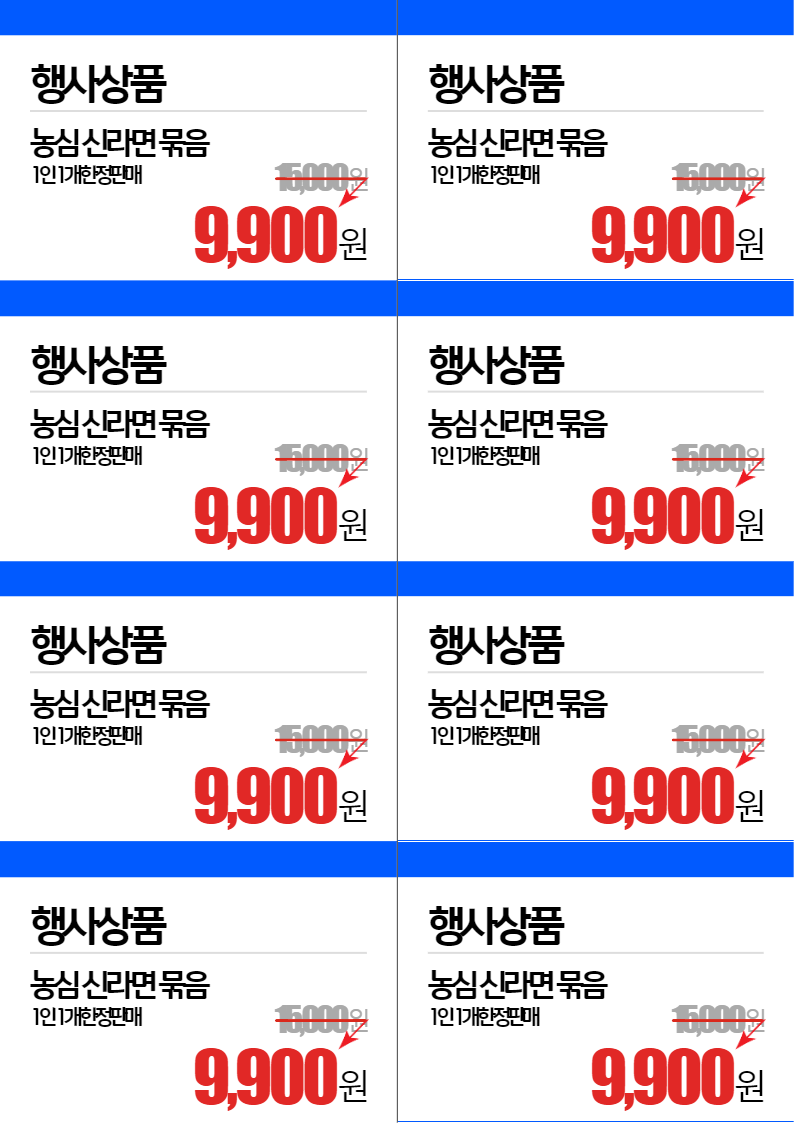 행사상품
농심 신라면 묶음
1인1개한정판매
15,000원
9,900원
행사상품
농심 신라면 묶음
1인1개한정판매
15,000원
9,900원
행사상품
농심 신라면 묶음
1인1개한정판매
15,000원
9,900원
행사상품
농심 신라면 묶음
1인1개한정판매
15,000원
9,900원
행사상품
농심 신라면 묶음
1인1개한정판매
15,000원
9,900원
행사상품
농심 신라면 묶음
1인1개한정판매
15,000원
9,900원
행사상품
농심 신라면 묶음
1인1개한정판매
15,000원
9,900원
행사상품
농심 신라면 묶음
1인1개한정판매
15,000원
9,900원